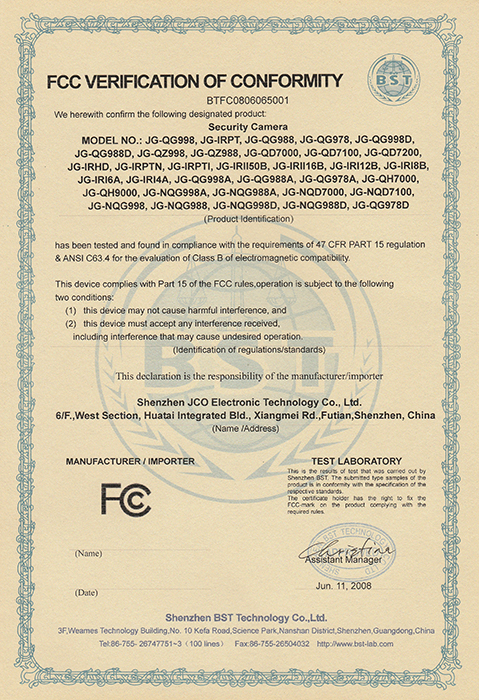 BST
FCC VERIFICATION OF CONFORMITY
BTFC0806065001
We herewith confirm the following designated product:
Security Camera
MODEL NO.: JG-QG998, JG-IRPT, JG-QG988, JG-QG978, JG-QG998D,
JG-QG988D, JG-QZ998, JG-QZ988, JG-QD7000, JG-QD7100, JG-QD7200,
JG-IRHD, JG-IRPTN, JG-IRPTI, JG-IRII50B, JG-IRII16B, JG-IRI12B, JG-IRI8B,
JG-IRI6A, JG-IRI4A, JG-QG998A, JG-QG988A, JG-QG978A, JG-QH7000,
JG-QH9000, JG-NQG998A, JG-NQG988A, JG-NQD7000, JG-NQD7100,
JG-NQG998, JG-NQG988, JG-NQG998D, JG-NQG988D, JG-QG978D
(Product Identification)
has been tested and found in compliance with the requirements of 47 CFR PART 15 regulation
& ANSI C63.4 for the evaluation of Class B of electromagnetic compatibility.
This device complies with Part 15 of the FCC rules,operation is subject to the following
two conditions:
(1) this device may not cause harmful interference, and
(2) this device must accept any interference received,
including interference that may cause undesired operation.
(Identification of regulations/standards)
BST
This declaration is the responsibility of the manufacturer/importer
Shenzhen JCO Electronic Technology Co., Ltd.
6/F.,West Section, Huatai Integrated Bld., Xiangmei Rd.,Futian,Shenzhen, China
(Name /Address)
MANUFACTURER / IMPORTER
TEST LABORATORY
This is the results of test that was carried out by
Shenzhen BST. The submitted type samples of the
product is in conformity with the specification of the
respective standards.
The certificate holder has the right to fix the
FCC-mark on the product complying with the
required rules.
FCC
(Name)
Christina
Assistant Manager
(Date)
Jun. 11, 2008
Shenzhen BST Technology Co.,Ltd.
3F,Weames Technology Building,No. 10 Kefa Road,Science Park,Nanshan District,Shenzhen,Guangdong,China
Tel:86-755- 26747751~3 (100 lines) Fax:86-755-26504032 http://www.bst-lab.com